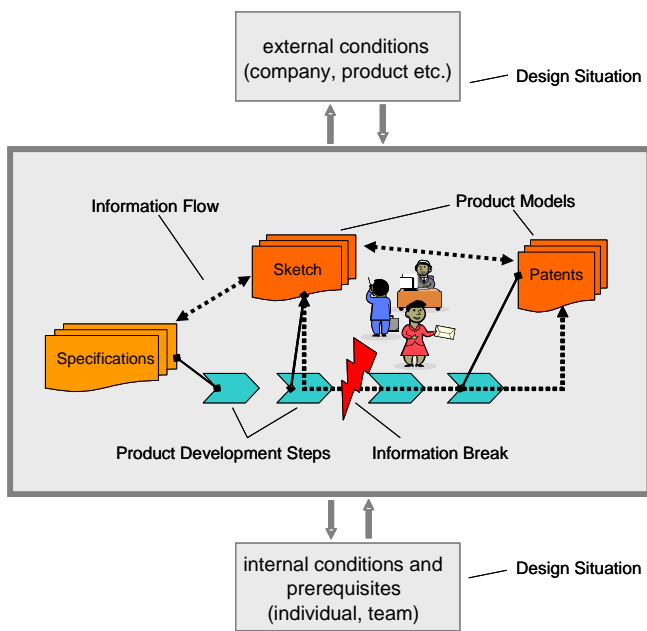 external conditions
(company, product etc.)
Design Situation
Information Flow
Product Models
Sketch
Patents
Specifications
Product Development Steps
Information Break
internal conditions and
prerequisites
(individual, team)
Design Situation